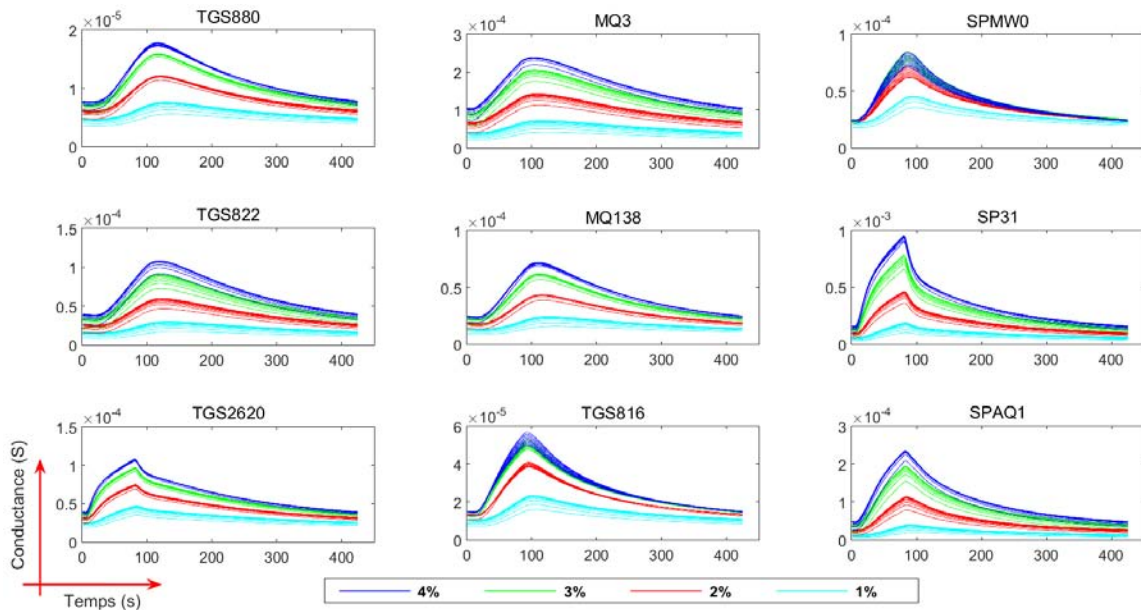 TGS880 MQ3 SPMW0
×10⁻⁵ ×10⁻⁴ ×10⁻⁴
2 4 1
1.5 3
1 2 0.5
0.5 1
0 0 0
0 100 200 300 400 0 100 200 300 400 0 100 200 300 400
TGS822 MQ138 SP31
×10⁻⁴ ×10⁻⁴ ×10⁻³
1.5 1 1
1 0.5 0.5
0.5
0 0 0
0 100 200 300 400 0 100 200 300 400 0 100 200 300 400
TGS2620 TGS816 SPAQ1
×10⁻⁴ ×10⁻⁵ ×10⁻⁴
1.5 6 3
1 4 2
0.5 2 1
0 0 0
0 100 200 300 400 0 100 200 300 400 0 100 200 300 400
Conductance (S)
Temps (s)
4% 3% 2% 1%